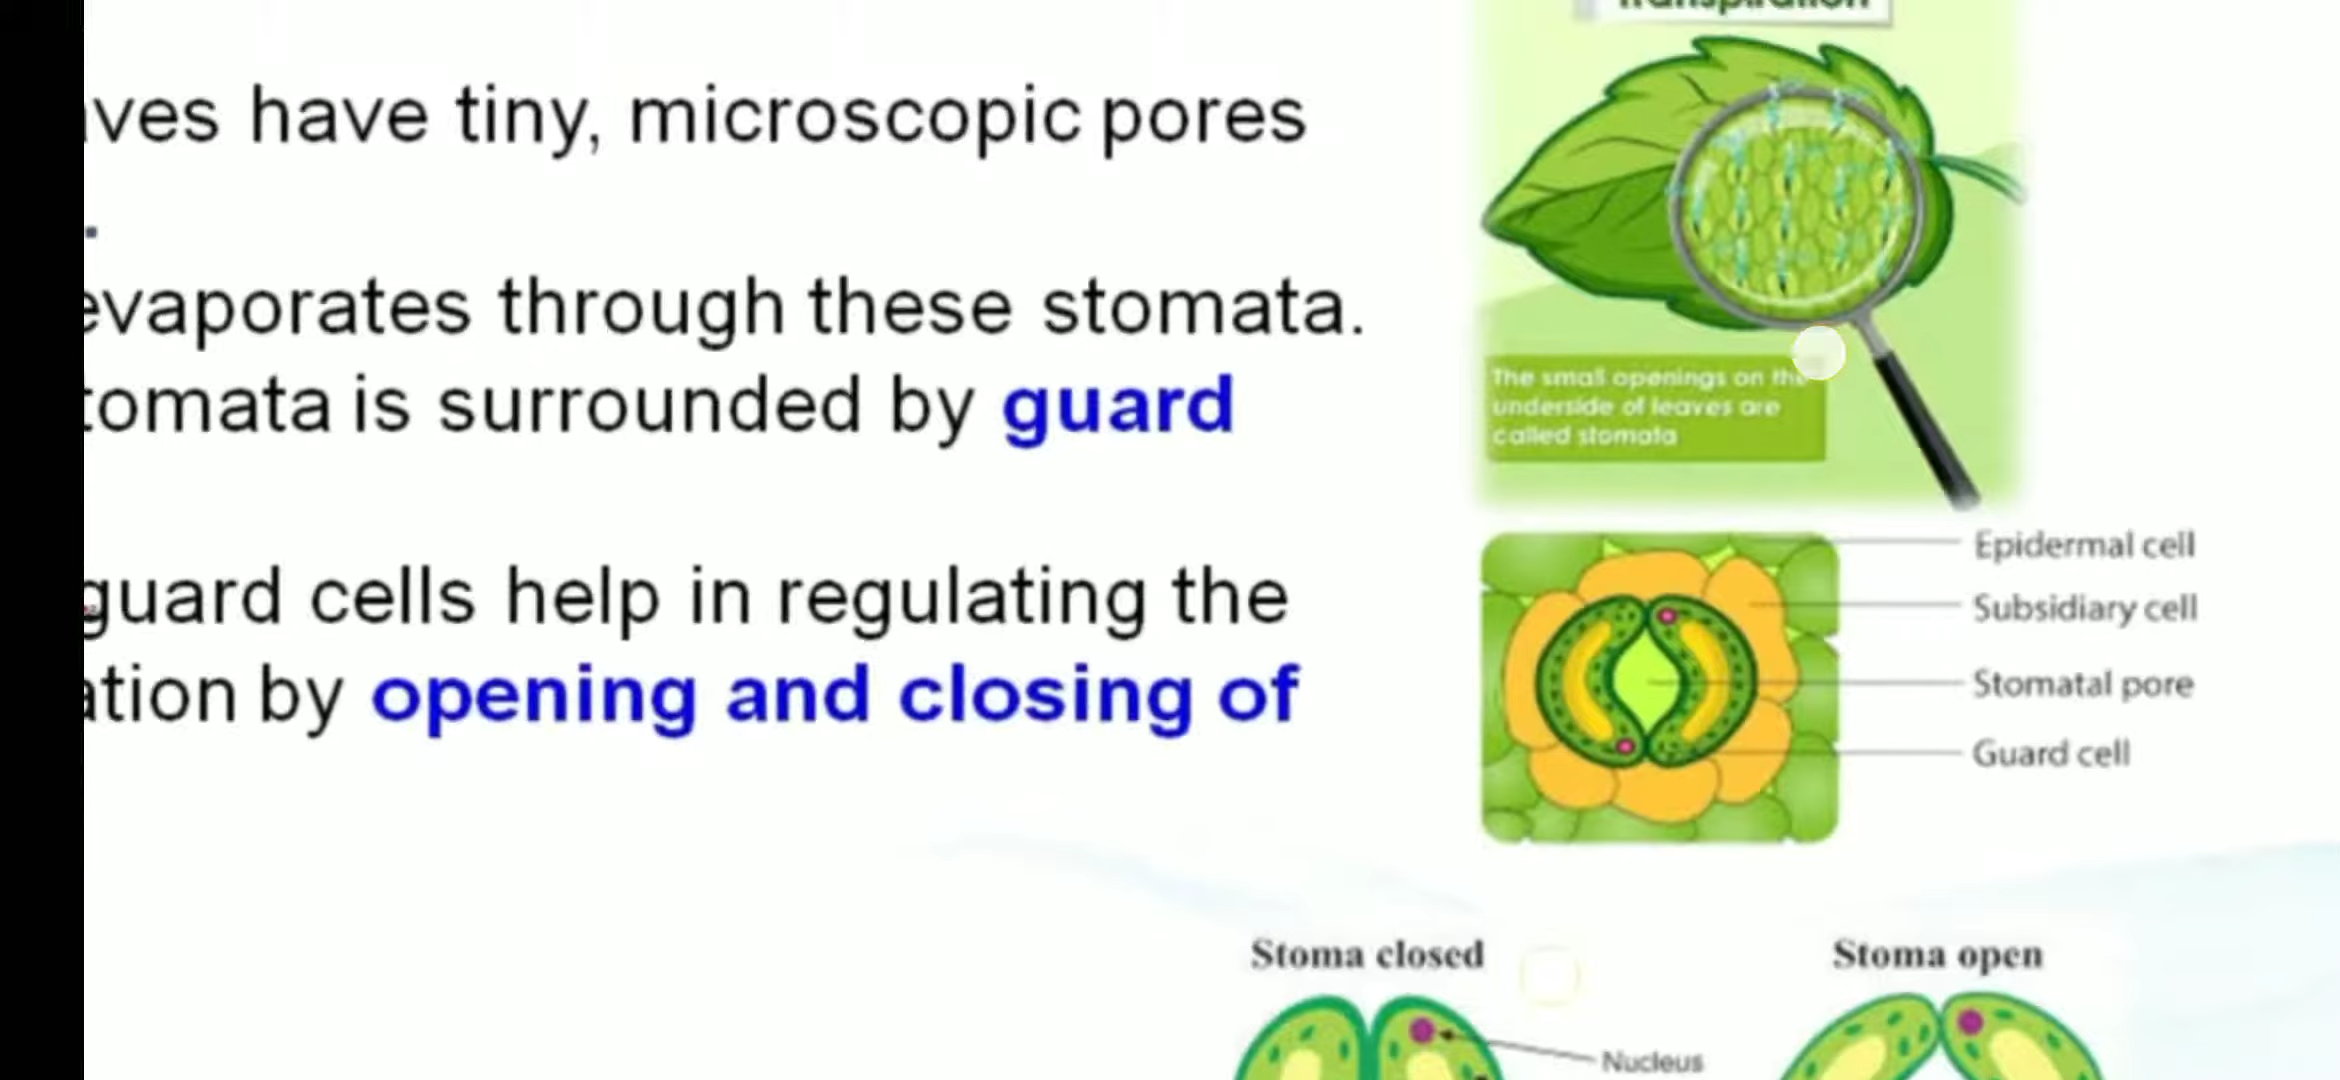 ves have tiny, microscopic pores
.
evaporates through these stomata.
tomata is surrounded by guard
guard cells help in regulating the
ation by opening and closing of
Transpiration
The small openings on the
underside of leaves are
called stomata
Epidermal cell
Subsidiary cell
Stomatal pore
Guard cell
Stoma closed
Stoma open
Nucleus